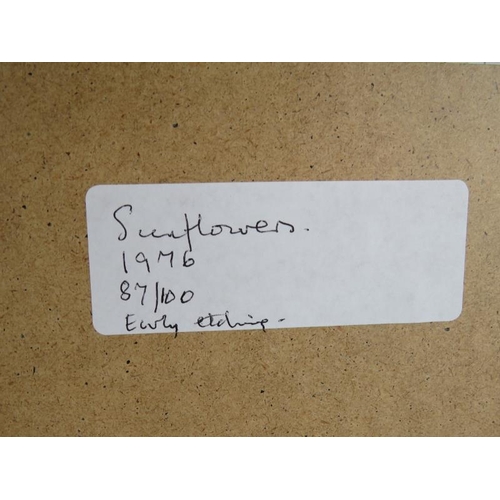 Sunflowers.
1976
87/100
Early etching.